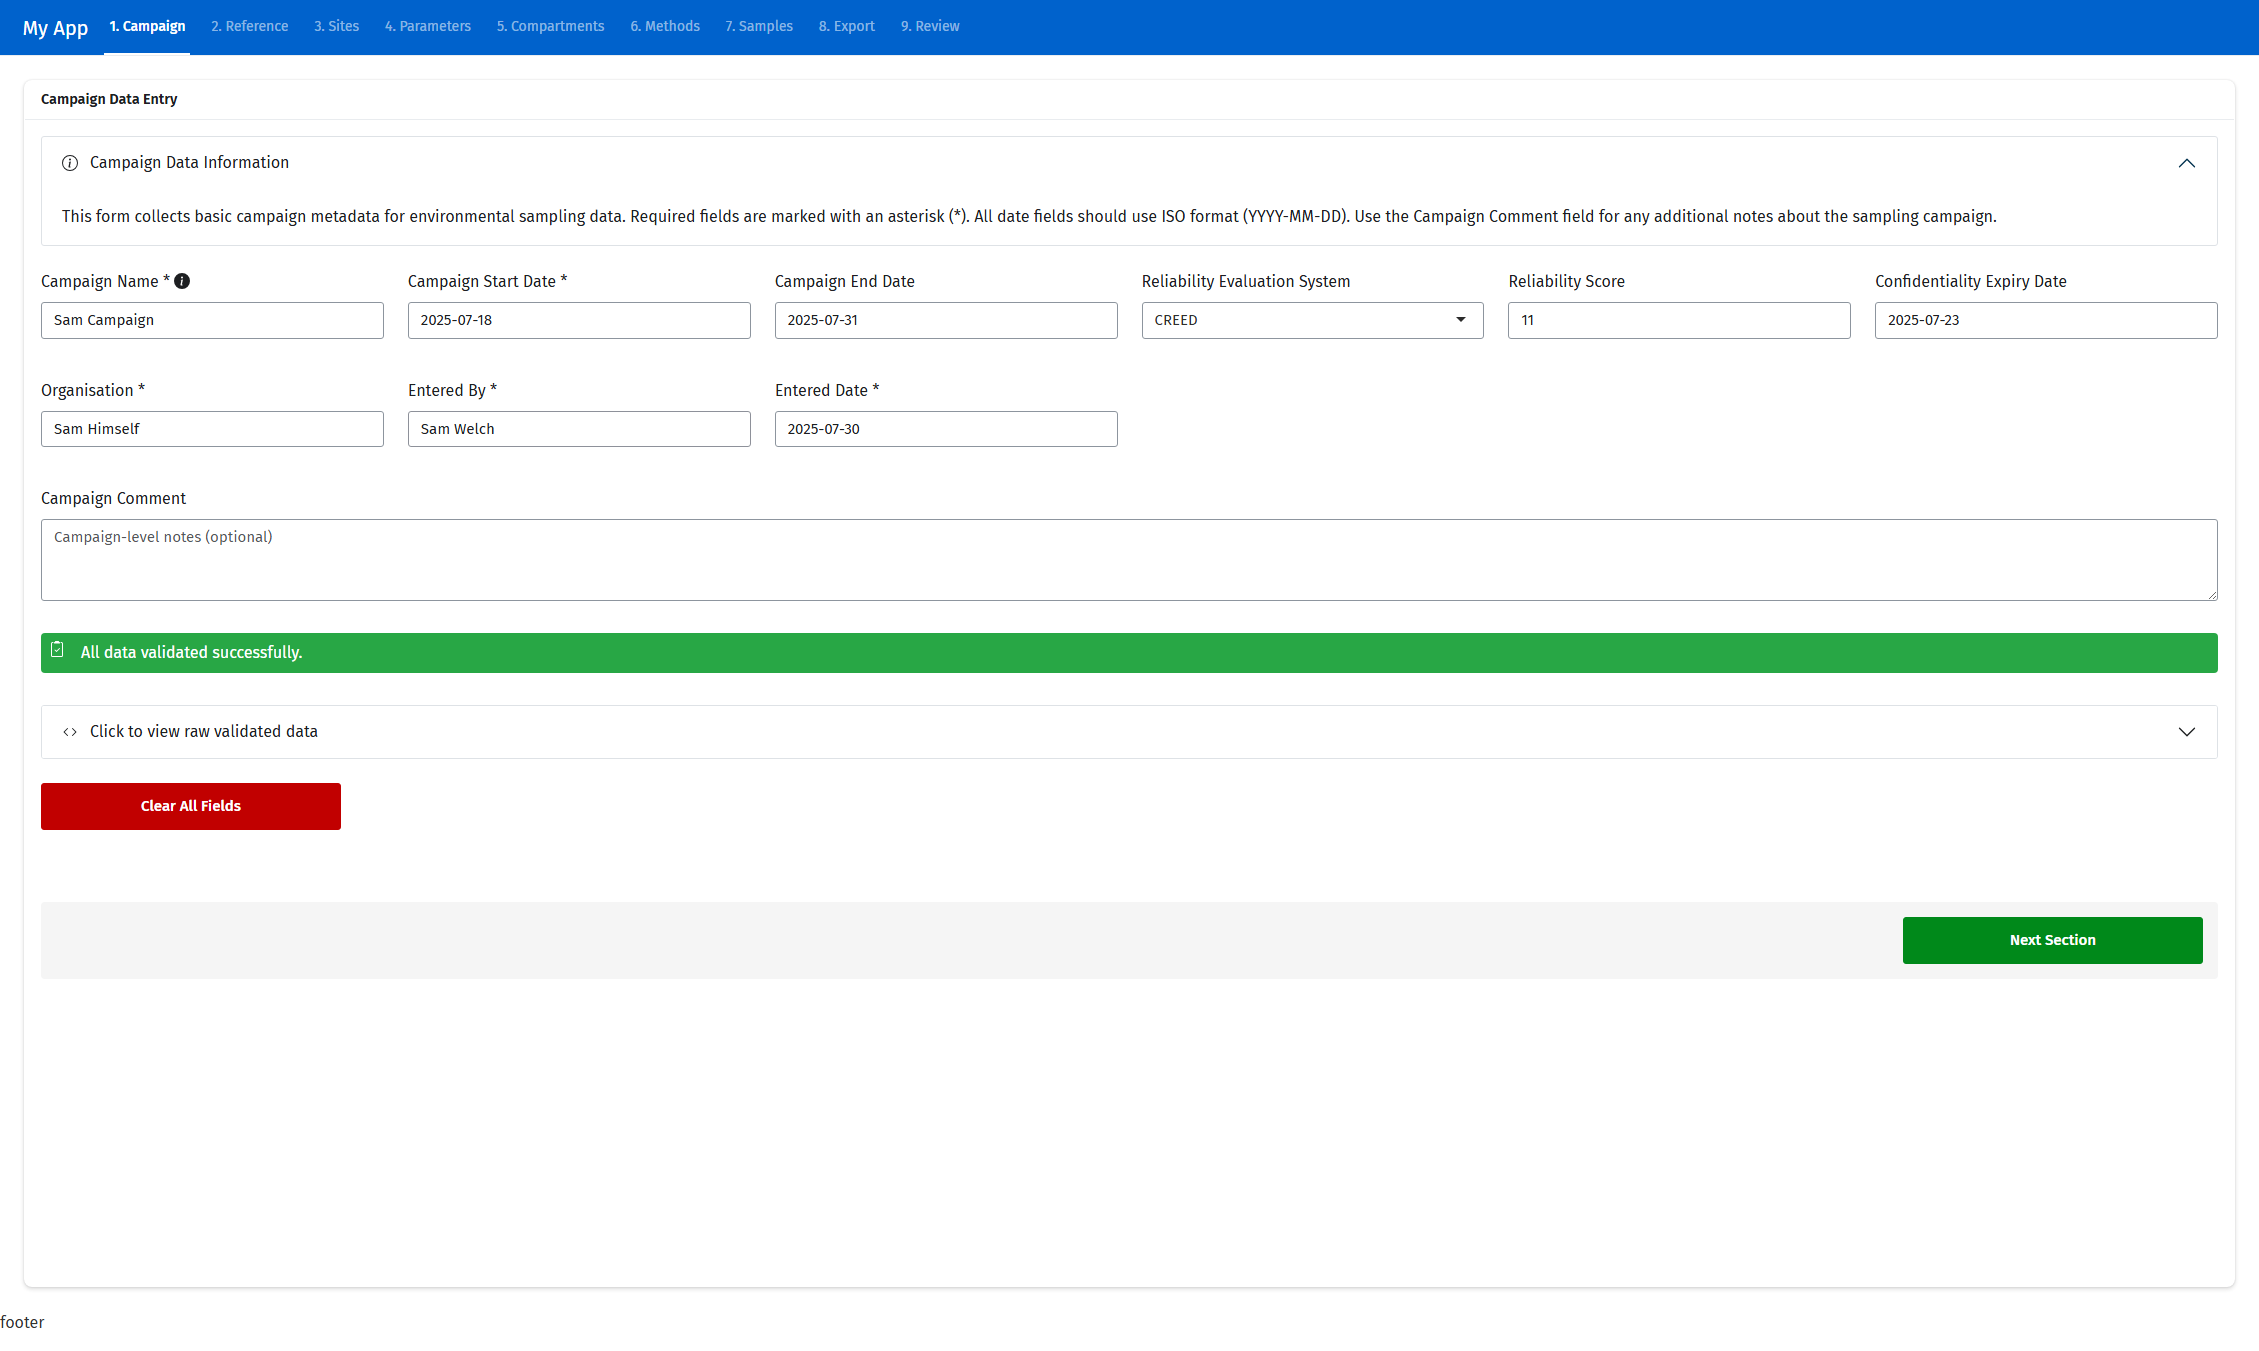 My App 1. Campaign 2. Reference 3. Sites 4. Parameters 5. Compartments 6. Methods 7. Samples 8. Export 9. Review
Campaign Data Entry
Campaign Data Information
This form collects basic campaign metadata for environmental sampling data. Required fields are marked with an asterisk (*). All date fields should use ISO format (YYYY-MM-DD). Use the Campaign Comment field for any additional notes about the sampling campaign.
Campaign Name * Campaign Start Date * Campaign End Date Reliability Evaluation System Reliability Score Confidentiality Expiry Date
Sam Campaign 2025-07-18 2025-07-31 CREED 11 2025-07-23
Organisation * Entered By * Entered Date *
Sam Himself Sam Welch 2025-07-30
Campaign Comment
Campaign-level notes (optional)
All data validated successfully.
Click to view raw validated data
Clear All Fields
Next Section
footer